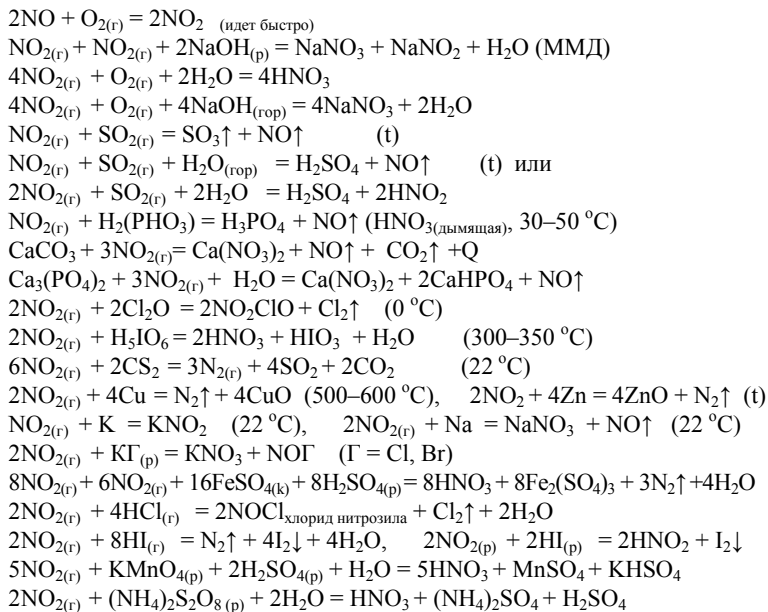 2NO + O₂₍г₎ = 2NO₂ (идет быстро)
NO₂₍г₎ + NO₂₍г₎ + 2NaOH₍р₎ = NaNO₃ + NaNO₂ + H₂O (ММД)
4NO₂₍г₎ + O₂₍г₎ + 2H₂O = 4HNO₃
4NO₂₍г₎ + O₂₍г₎ + 4NaOH₍гор₎ = 4NaNO₃ + 2H₂O
NO₂₍г₎ + SO₂₍г₎ = SO₃↑ + NO↑ (t)
NO₂₍г₎ + SO₂₍г₎ + H₂O₍гор₎ = H₂SO₄ + NO↑ (t) или
2NO₂₍г₎ + SO₂₍г₎ + 2H₂O = H₂SO₄ + 2HNO₂
NO₂₍г₎ + H₂(PHO₃) = H₃PO₄ + NO↑ (HNO₃₍дымящая₎, 30–50 °C)
CaCO₃ + 3NO₂₍г₎= Ca(NO₃)₂ + NO↑ + CO₂↑ +Q
Ca₃(PO₄)₂ + 3NO₂₍г₎ + H₂O = Ca(NO₃)₂ + 2CaHPO₄ + NO↑
2NO₂₍г₎ + 2Cl₂O = 2NO₂ClO + Cl₂↑ (0 °C)
2NO₂₍г₎ + H₅IO₆ = 2HNO₃ + HIO₃ + H₂O (300–350 °C)
6NO₂₍г₎ + 2CS₂ = 3N₂₍г₎ + 4SO₂ + 2CO₂ (22 °C)
2NO₂₍г₎ + 4Cu = N₂↑ + 4CuO (500–600 °C), 2NO₂ + 4Zn = 4ZnO + N₂↑ (t)
NO₂₍г₎ + K = KNO₂ (22 °C), 2NO₂₍г₎ + Na = NaNO₃ + NO↑ (22 °C)
2NO₂₍г₎ + КГ₍р₎ = KNO₃ + NOГ (Г = Cl, Br)
8NO₂₍г₎ + 6NO₂₍г₎ + 16FeSO₄₍k₎ + 8H₂SO₄₍р₎ = 8HNO₃ + 8Fe₂(SO₄)₃ + 3N₂↑ +4H₂O
2NO₂₍г₎ + 4HCl₍г₎ = 2NOCl хлорид нитрозила + Cl₂↑ + 2H₂O
2NO₂₍г₎ + 8HI₍г₎ = N₂↑ + 4I₂↓ + 4H₂O, 2NO₂₍р₎ + 2HI₍р₎ = 2HNO₂ + I₂↓
5NO₂₍г₎ + KMnO₄₍р₎ + 2H₂SO₄₍р₎ + H₂O = 5HNO₃ + MnSO₄ + KHSO₄
2NO₂₍г₎ + (NH₄)₂S₂O₈ ₍р₎ + 2H₂O = HNO₃ + (NH₄)₂SO₄ + H₂SO₄